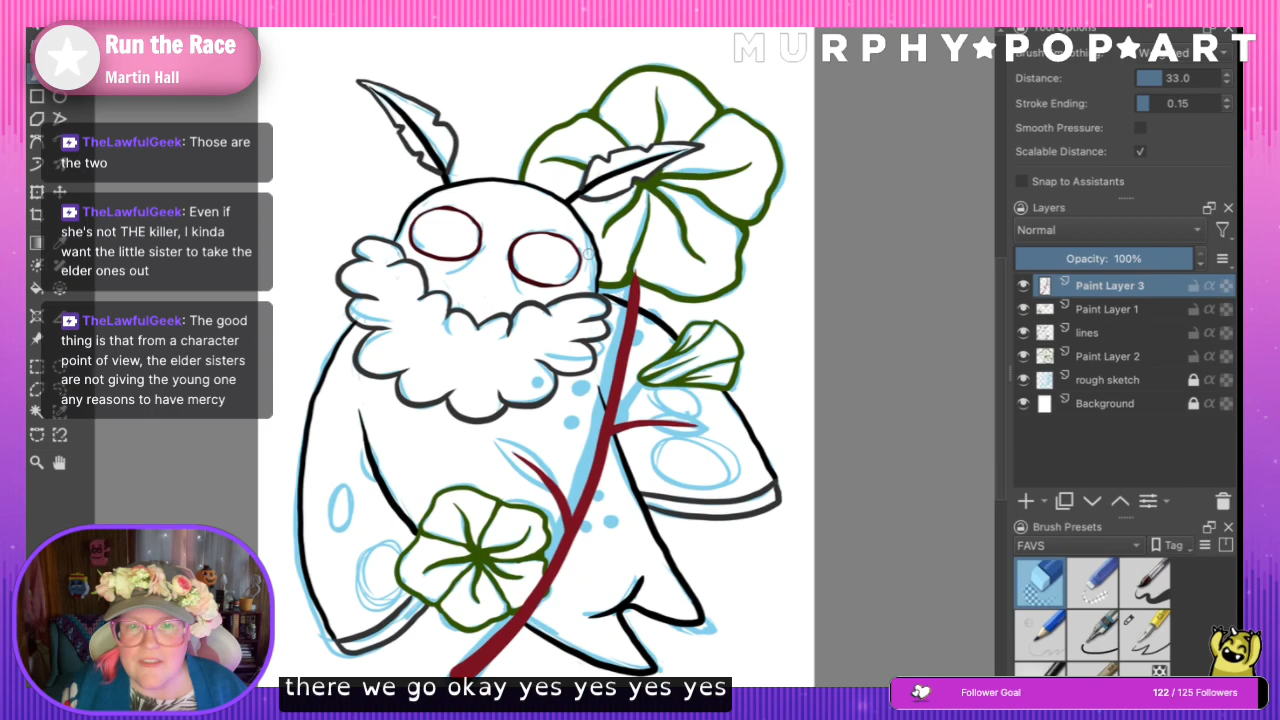 Run the Race
Martin Hall
MURPHY★POP★ART
TheLawfulGeek: Those are
the two
TheLawfulGeek: Even if
she's not THE killer, I kinda
want the little sister to take the
elder ones out
TheLawfulGeek: The good
thing is that from a character
point of view, the elder sisters
are not giving the young one
any reasons to have mercy
Distance: 33.0
Stroke Ending: 0.15
Smooth Pressure:
Scalable Distance: ✓
Snap to Assistants
Layers
Normal
Opacity: 100%
Paint Layer 3
Paint Layer 1
lines
Paint Layer 2
rough sketch
Background
Brush Presets
FAVS
Tag
there we go okay yes yes yes yes
Follower Goal
122 / 125 Followers